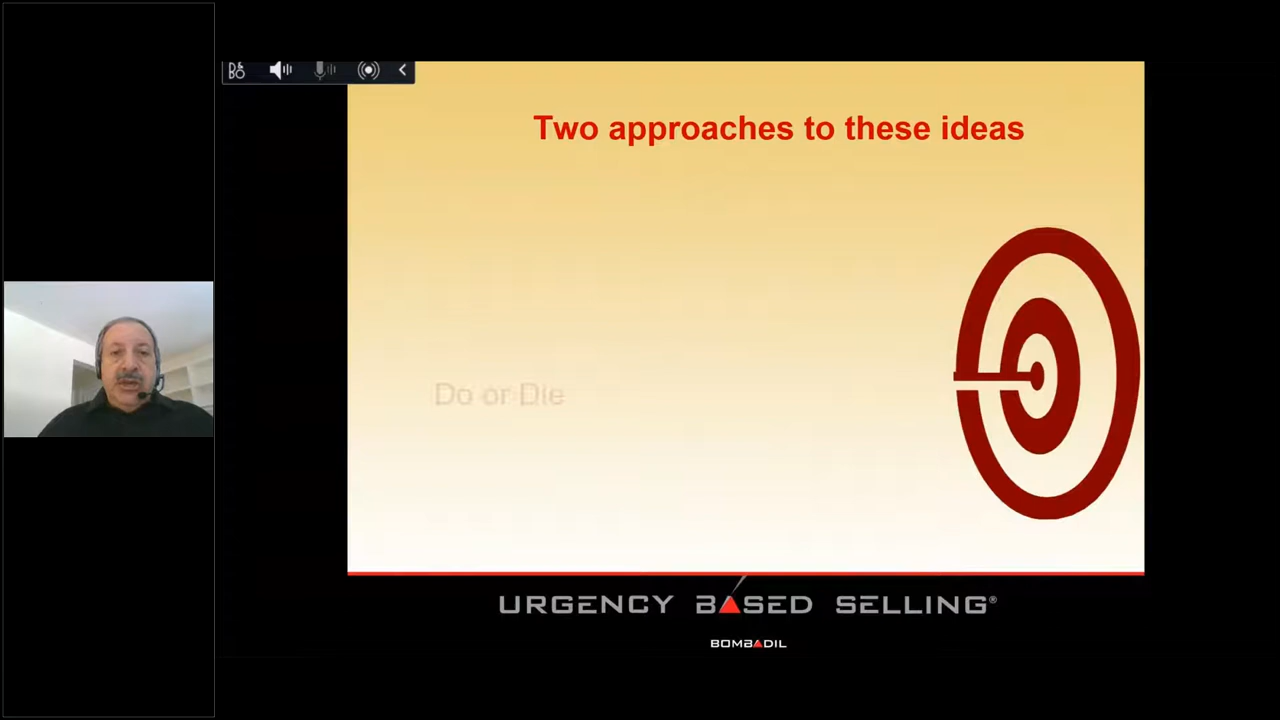 Two approaches to these ideas
Do or Die
URGENCY BASED SELLING®
BOMBADIL